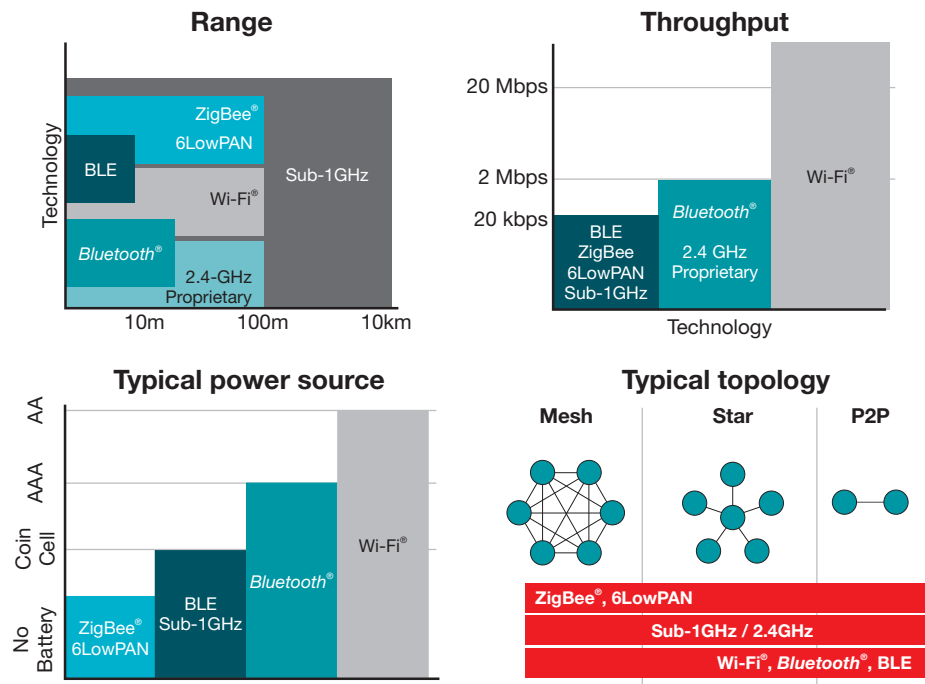 Range
Technology
ZigBee®
6LowPAN
BLE
Sub-1GHz
Wi-Fi®
Bluetooth®
2.4-GHz
Proprietary
10m
100m
10km
Throughput
20 Mbps
2 Mbps
20 kbps
Wi-Fi®
Bluetooth®
2.4 GHz
Proprietary
BLE
ZigBee
6LowPAN
Sub-1GHz
Technology
Typical power source
AA
AAA
Coin
Cell
No
Battery
ZigBee®
6LowPAN
BLE
Sub-1GHz
Bluetooth®
Wi-Fi®
Typical topology
Mesh
Star
P2P
ZigBee®, 6LowPAN
Sub-1GHz / 2.4GHz
Wi-Fi®, Bluetooth®, BLE